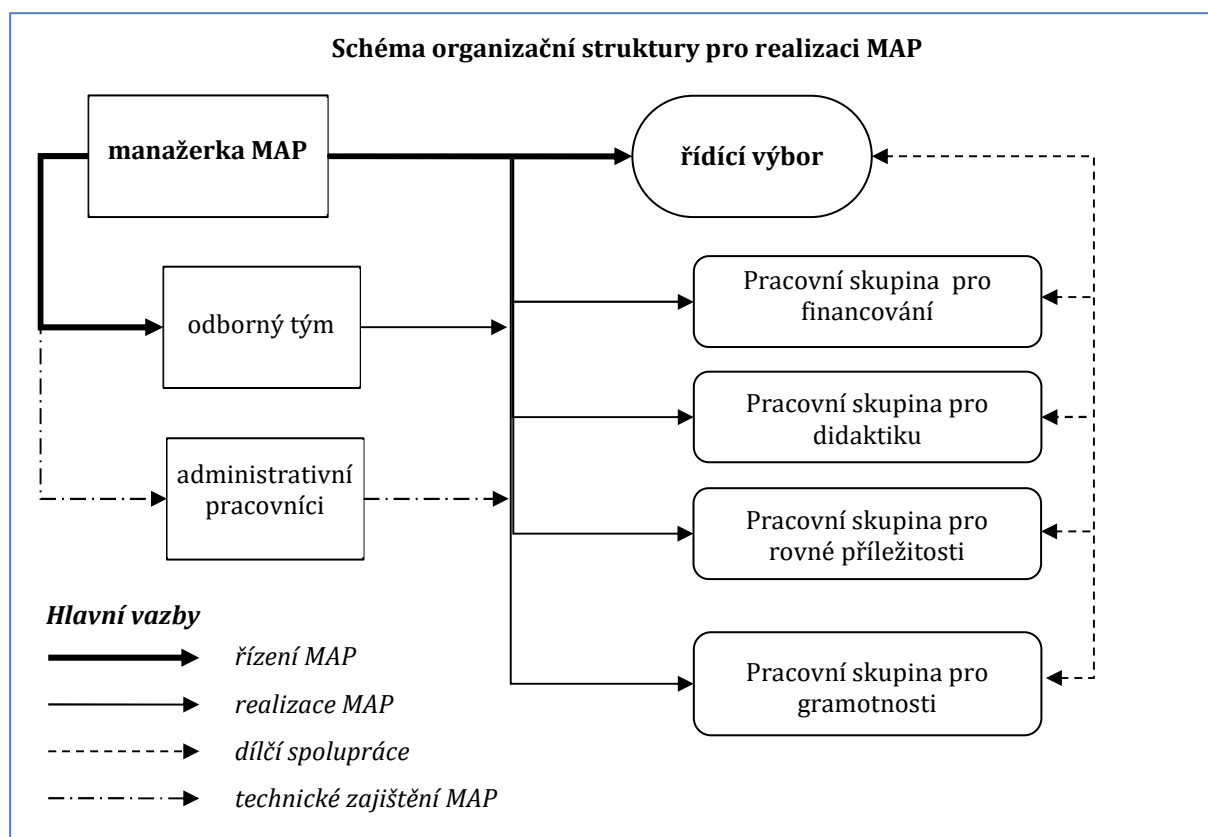 Schéma organizační struktury pro realizaci MAP
manažerka MAP
řídící výbor
odborný tým
Pracovní skupina pro
financování
Pracovní skupina pro
didaktiku
administrativní
pracovníci
Pracovní skupina pro
rovné příležitosti
Pracovní skupina pro
gramotnosti
Hlavní vazby
řízení MAP
realizace MAP
dílčí spolupráce
technické zajištění MAP